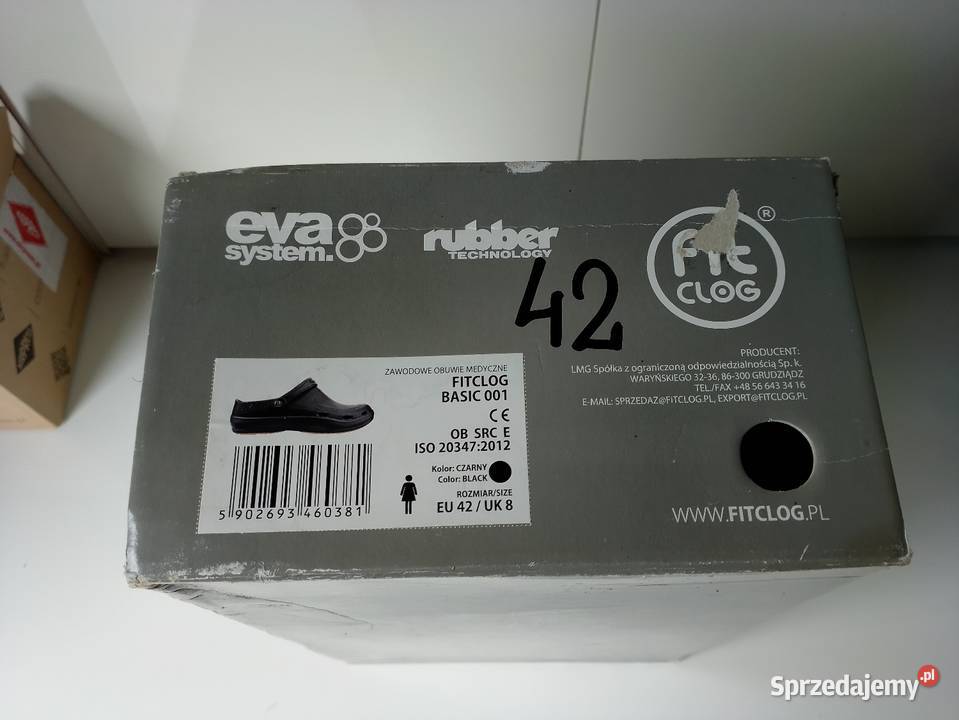 eva
system.
rubber
TECHNOLOGY
fit
CLOG
®
42
ZAWODOWE OBUWIE MEDYCZNE
FITCLOG
BASIC 001
CE
OB SRC E
ISO 20347:2012
Kolor: CZARNY
Color: BLACK
ROZMIAR/SIZE
EU 42 / UK 8
5 902693 460381
PRODUCENT:
LMG Spółka z ograniczoną odpowiedzialnością Sp. k.
WARYŃSKIEGO 32-36, 86-300 GRUDZIĄDZ
TEL./FAX +48 56 643 34 16
E-MAIL: SPRZEDAZ@FITCLOG.PL, EXPORT@FITCLOG.PL
WWW.FITCLOG.PL
Sprzedajemy.pl